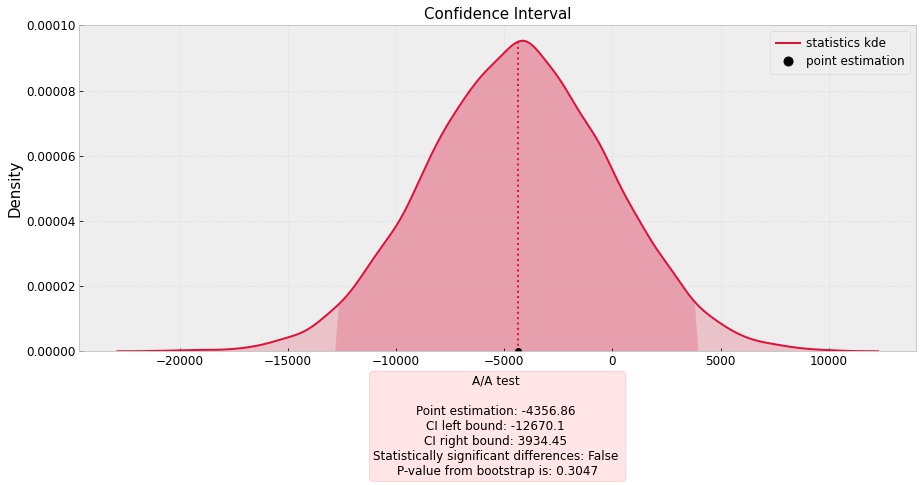 Confidence Interval
0.00010
0.00008
0.00006
0.00004
0.00002
0.00000
Density
statistics kde
point estimation
−20000
−15000
−10000
−5000
0
5000
10000
A/A test
Point estimation: -4356.86
CI left bound: -12670.1
CI right bound: 3934.45
Statistically significant differences: False
P-value from bootstrap is: 0.3047